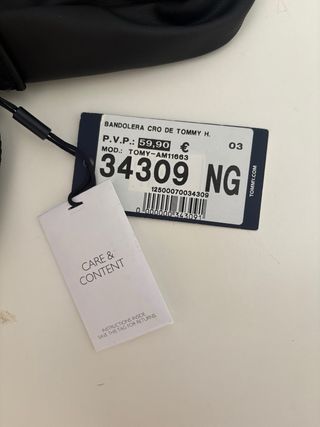 BANDOLERA CRO DE TOMMY H.
P.V.P.: 59,90 € 03
MOD.: TOMY-AM11663
34309 NG
12500070034309
TOMMY.COM
CARE &
CONTENT
INSTRUCTIONS INSIDE
SAVE THE TAG FOR RETURNS